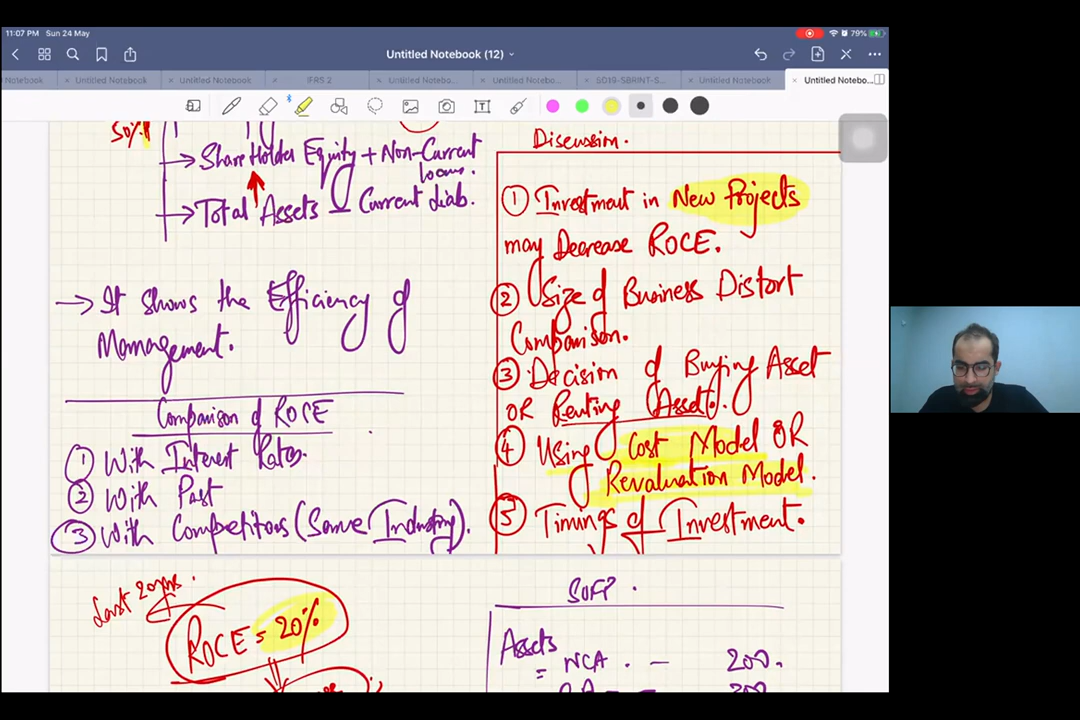 11:07 PM Sun 24 May
79%
Untitled Notebook (12)
Notebook
Untitled Notebook
Untitled Notebook
IFRS 2
Untitled Notebo...
Untitled Notebo...
SO19-SBRINT-S...
Untitled Notebook
Untitled Notebo...
50%
→ Share Holder Equity + Non-Current
loans.
→ Total Assets - Current Liab.
→ It shows the Efficiency of
Management.
Comparison of ROCE
① With Interest Rates.
② With Past
③ With Competitors (Same Industry).
Discussion.
① Investment in New Projects
may Decrease ROCE.
② Size of Business Distort
Comparison.
③ Decision of Buying Asset
OR Renting Asset.
④ Using Cost Model OR
Revaluation Model.
⑤ Timings of Investment.
Last 20yrs.
ROCE = 20%
SOFP.
Assets
= NCA. — 200.